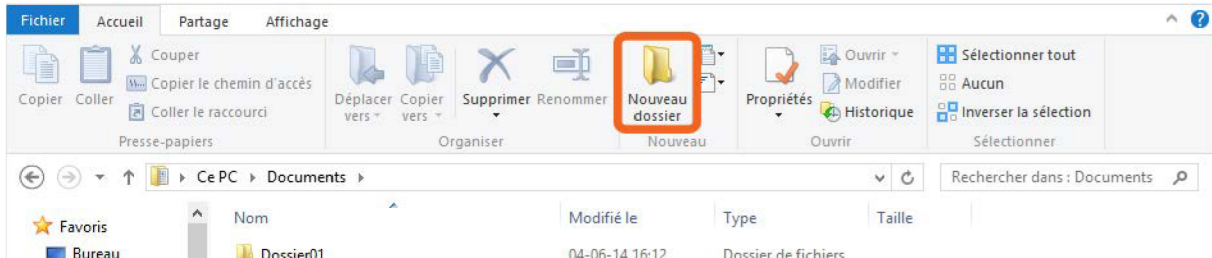 Fichier Accueil Partage Affichage
Couper
Copier le chemin d'accès
Coller le raccourci
Copier Coller
Presse-papiers
Déplacer vers Copier vers Supprimer Renommer
Organiser
Nouveau dossier
Nouveau
Propriétés
Ouvrir
Modifier
Historique
Ouvrir
Sélectionner tout
Aucun
Inverser la sélection
Sélectionner
Ce PC Documents
Rechercher dans : Documents
Favoris
Bureau
Nom Modifié le Type Taille
Dossier01 04-06-14 16:12 Dossier de fichiers